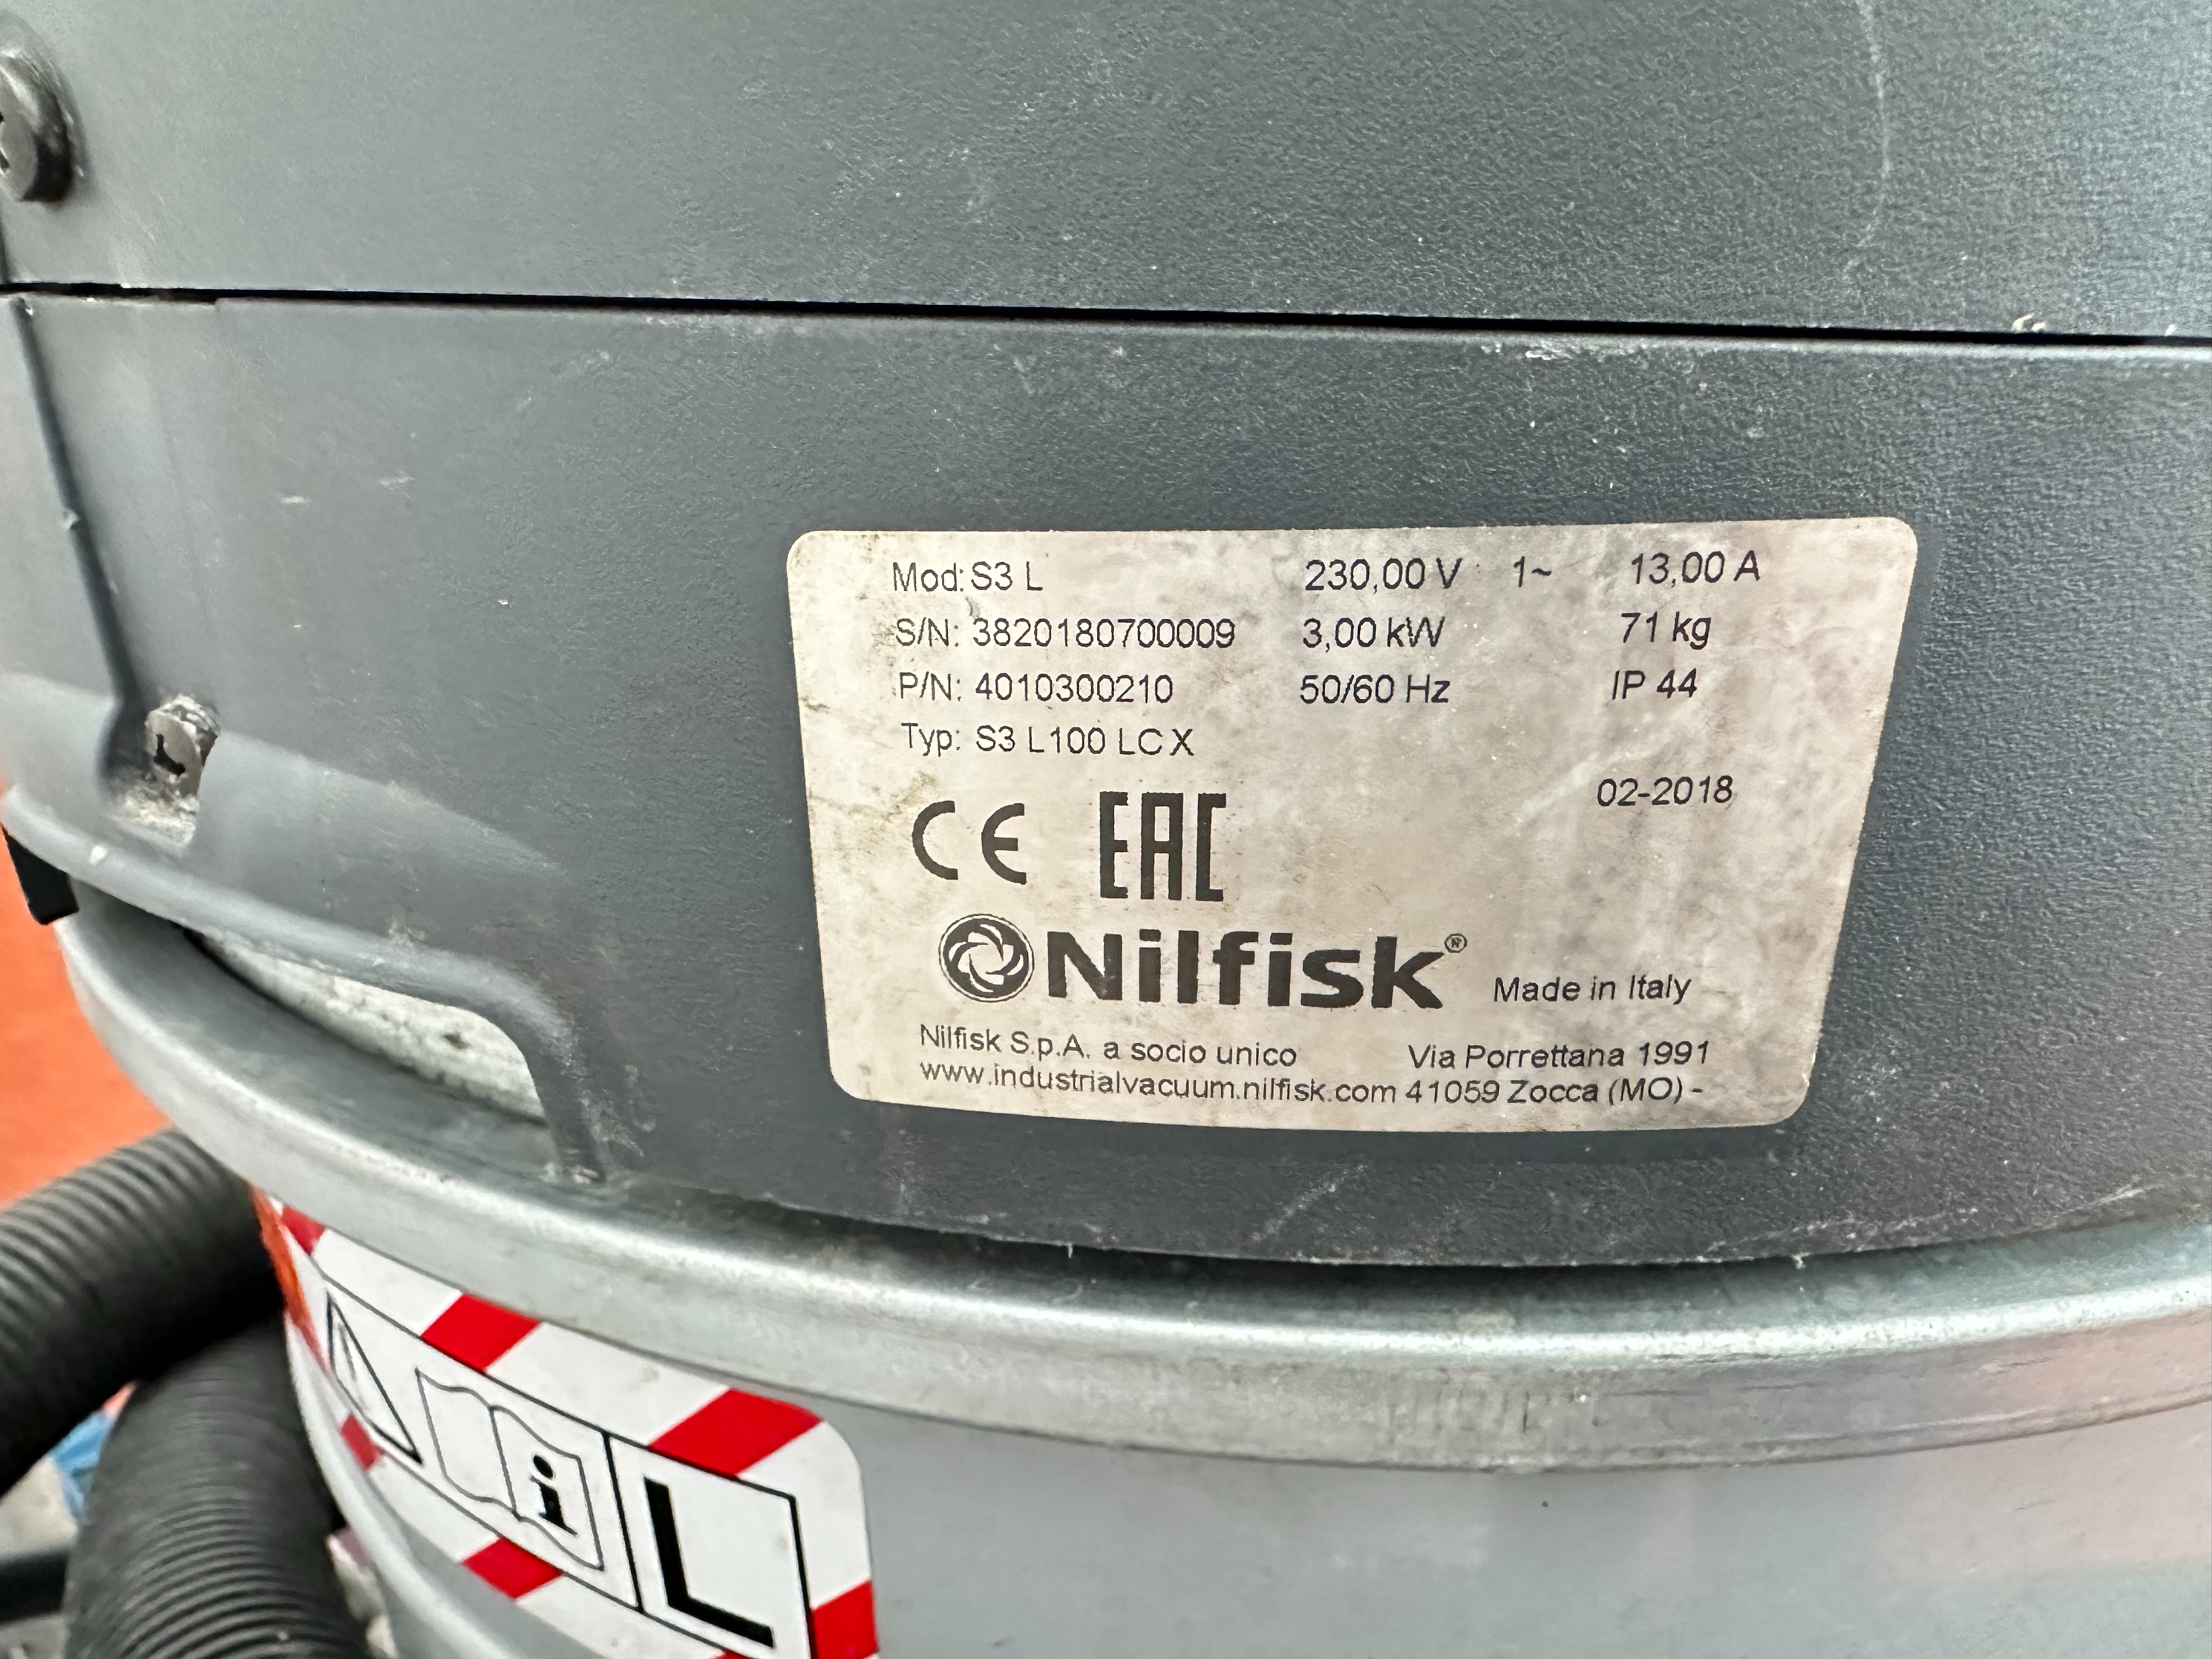 Mod: S3 L 230,00 V 1~ 13,00 A
S/N: 3820180700009 3,00 kW 71 kg
P/N: 4010300210 50/60 Hz IP 44
Typ: S3 L100 LC X
02-2018
CE EAC
Nilfisk® Made in Italy
Nilfisk S.p.A. a socio unico Via Porrettana 1991
www.industrialvacuum.nilfisk.com 41059 Zocca (MO) -
i L